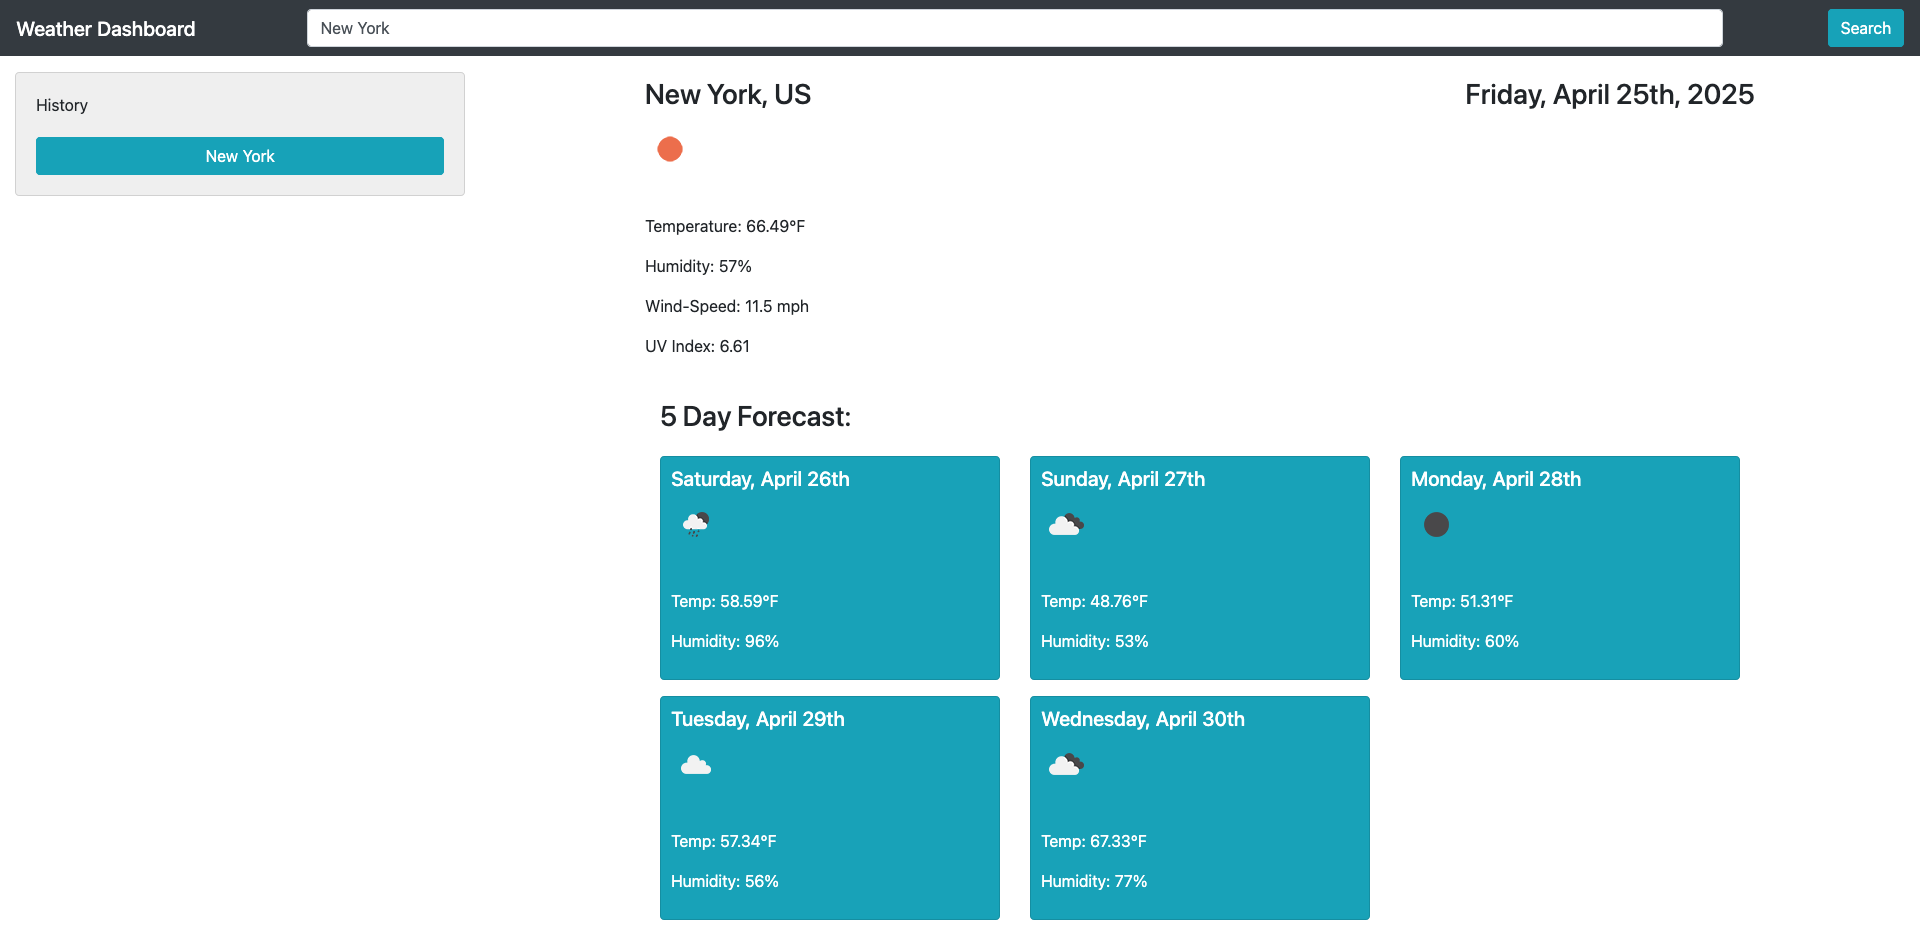 Weather Dashboard
New York
Search
History
New York
New York, US
Friday, April 25th, 2025
Temperature: 66.49°F
Humidity: 57%
Wind-Speed: 11.5 mph
UV Index: 6.61
5 Day Forecast:
Saturday, April 26th
Temp: 58.59°F
Humidity: 96%
Sunday, April 27th
Temp: 48.76°F
Humidity: 53%
Monday, April 28th
Temp: 51.31°F
Humidity: 60%
Tuesday, April 29th
Temp: 57.34°F
Humidity: 56%
Wednesday, April 30th
Temp: 67.33°F
Humidity: 77%